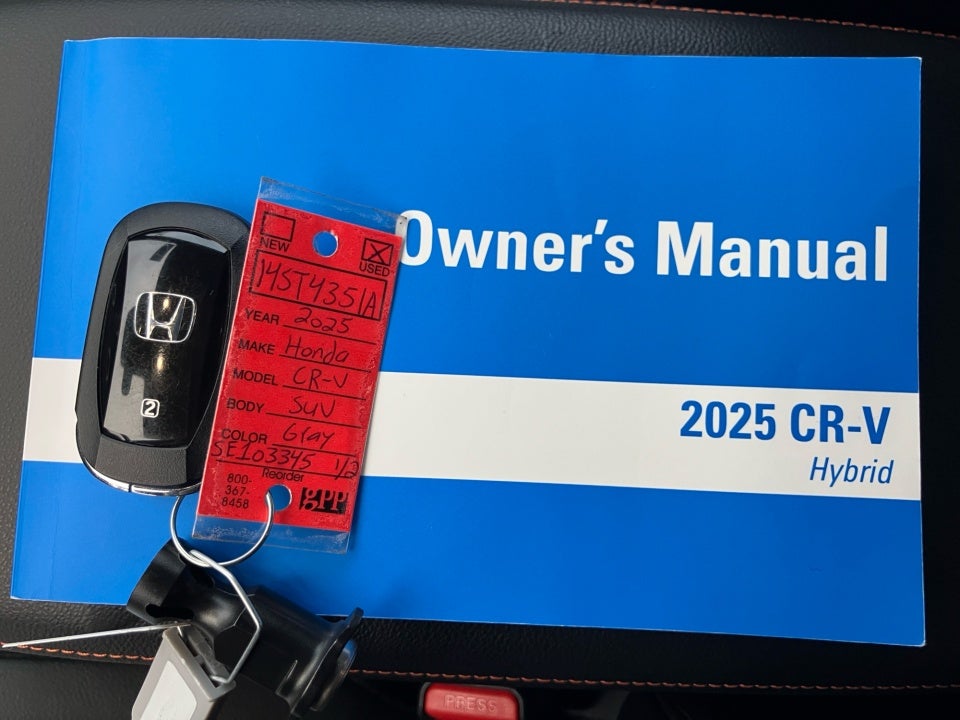 Owner's Manual
2025 CR-V
Hybrid
NEW
USED
14ST4351A
YEAR 2025
MAKE Honda
MODEL CR-V
BODY SUV
COLOR Gray
SE103345 1/2
Reorder
800-
367-
8458
gpp
2
PRESS